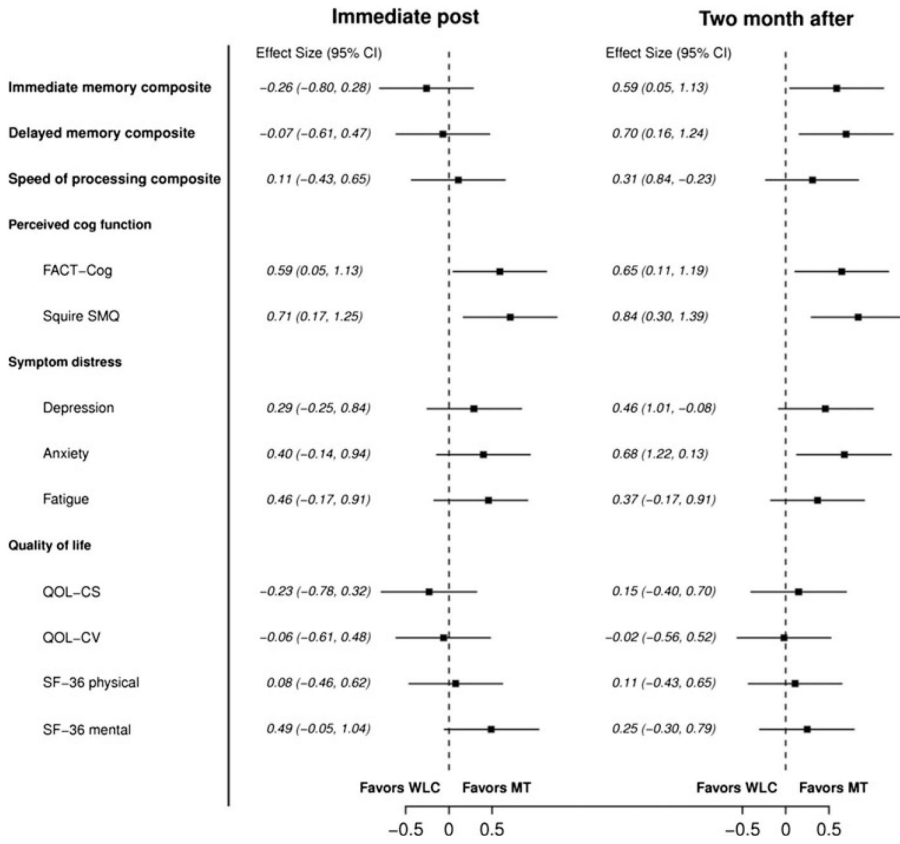 Immediate post Two month after
Effect Size (95% CI) Effect Size (95% CI)
Immediate memory composite −0.26 (−0.80, 0.28) 0.59 (0.05, 1.13)
Delayed memory composite −0.07 (−0.61, 0.47) 0.70 (0.16, 1.24)
Speed of processing composite 0.11 (−0.43, 0.65) 0.31 (0.84, −0.23)
Perceived cog function
FACT−Cog 0.59 (0.05, 1.13) 0.65 (0.11, 1.19)
Squire SMQ 0.71 (0.17, 1.25) 0.84 (0.30, 1.39)
Symptom distress
Depression 0.29 (−0.25, 0.84) 0.46 (1.01, −0.08)
Anxiety 0.40 (−0.14, 0.94) 0.68 (1.22, 0.13)
Fatigue 0.46 (−0.17, 0.91) 0.37 (−0.17, 0.91)
Quality of life
QOL−CS −0.23 (−0.78, 0.32) 0.15 (−0.40, 0.70)
QOL−CV −0.06 (−0.61, 0.48) −0.02 (−0.56, 0.52)
SF−36 physical 0.08 (−0.46, 0.62) 0.11 (−0.43, 0.65)
SF−36 mental 0.49 (−0.05, 1.04) 0.25 (−0.30, 0.79)
Favors WLC Favors MT Favors WLC Favors MT
−0.5 0 0.5 −0.5 0 0.5